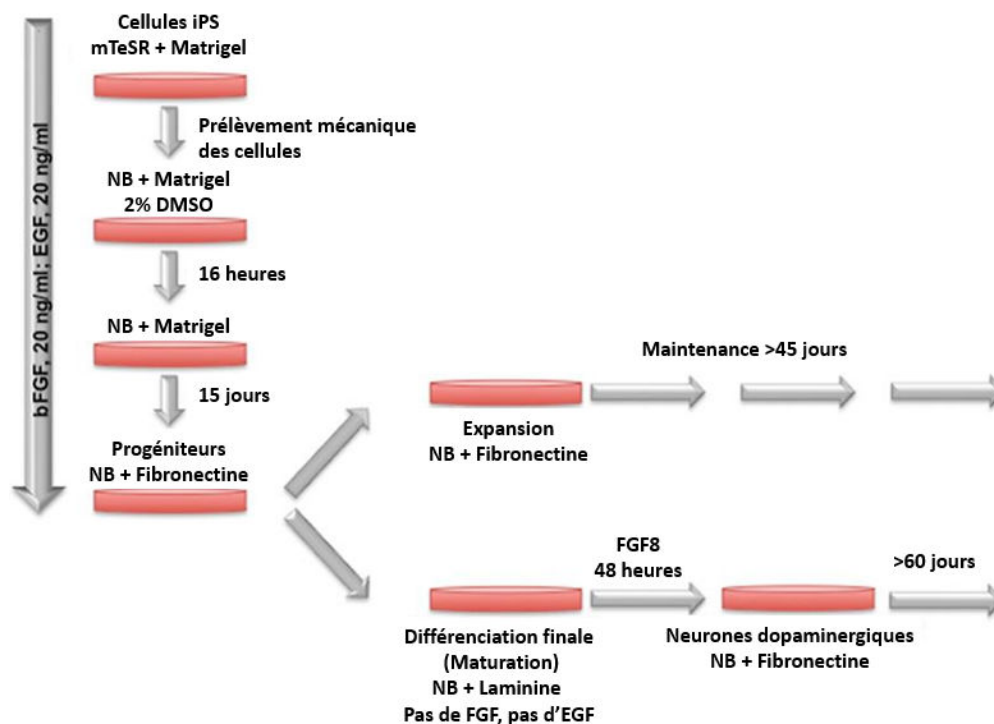 Cellules iPS
mTeSR + Matrigel
bFGF, 20 ng/ml; EGF, 20 ng/ml
Prélèvement mécanique
des cellules
NB + Matrigel
2% DMSO
16 heures
NB + Matrigel
15 jours
Progéniteurs
NB + Fibronectine
Maintenance >45 jours
Expansion
NB + Fibronectine
FGF8
48 heures
>60 jours
Différenciation finale
(Maturation)
NB + Laminine
Pas de FGF, pas d’EGF
Neurones dopaminergiques
NB + Fibronectine